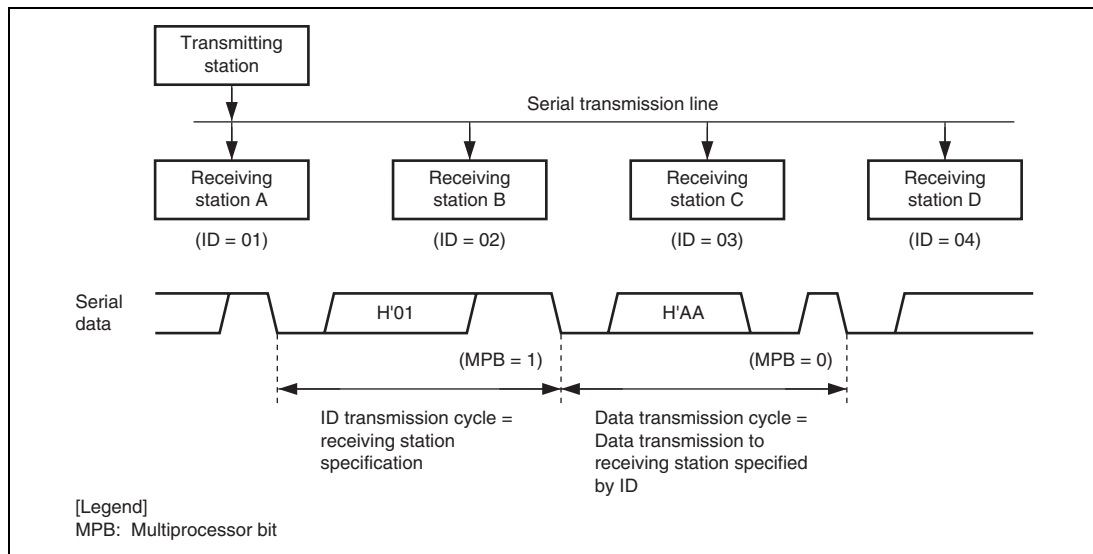 Transmitting
station
Serial transmission line
Receiving
station A
Receiving
station B
Receiving
station C
Receiving
station D
(ID = 01)
(ID = 02)
(ID = 03)
(ID = 04)
Serial
data
H'01
H'AA
(MPB = 1)
(MPB = 0)
ID transmission cycle =
receiving station
specification
Data transmission cycle =
Data transmission to
receiving station specified
by ID
[Legend]
MPB: Multiprocessor bit